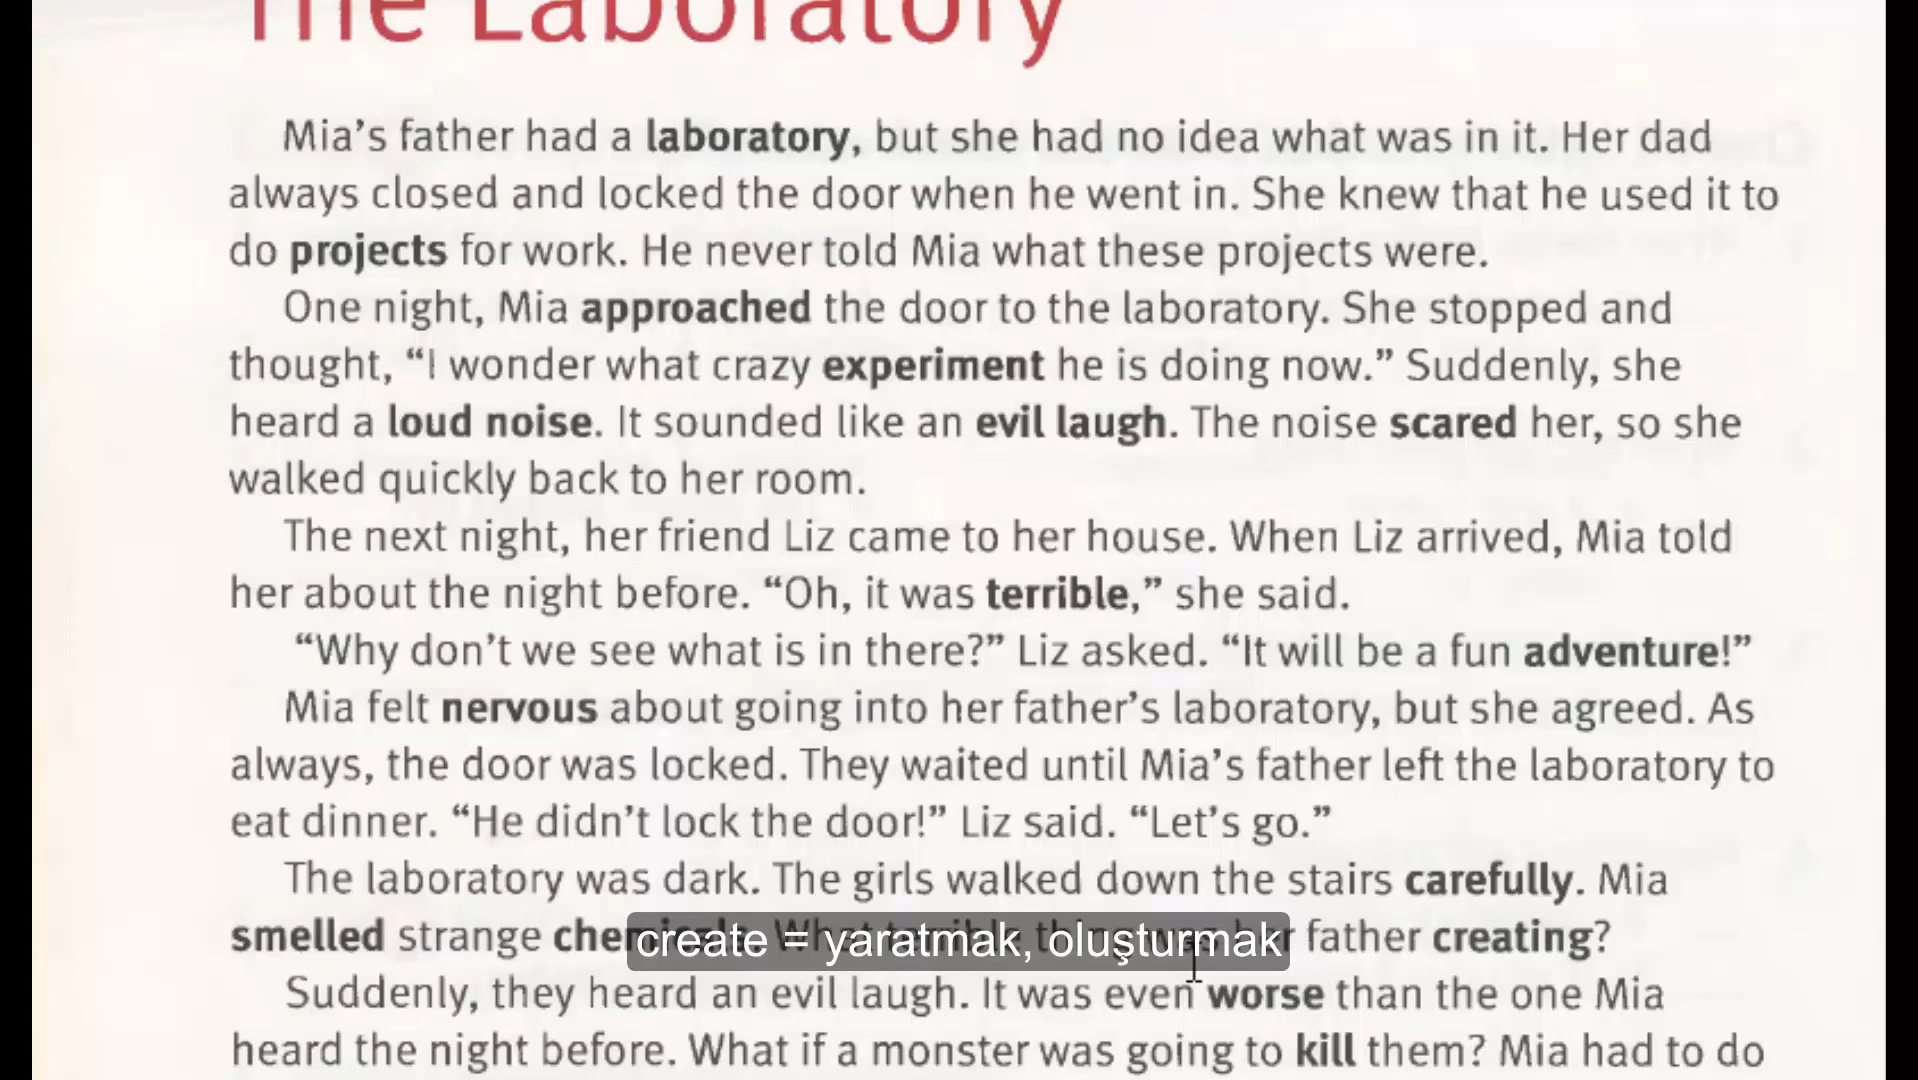 The Laboratory
Mia's father had a laboratory, but she had no idea what was in it. Her dad
always closed and locked the door when he went in. She knew that he used it to
do projects for work. He never told Mia what these projects were.
One night, Mia approached the door to the laboratory. She stopped and
thought, “I wonder what crazy experiment he is doing now.” Suddenly, she
heard a loud noise. It sounded like an evil laugh. The noise scared her, so she
walked quickly back to her room.
The next night, her friend Liz came to her house. When Liz arrived, Mia told
her about the night before. “Oh, it was terrible,” she said.
“Why don't we see what is in there?” Liz asked. “It will be a fun adventure!”
Mia felt nervous about going into her father's laboratory, but she agreed. As
always, the door was locked. They waited until Mia's father left the laboratory to
eat dinner. “He didn't lock the door!” Liz said. “Let's go.”
The laboratory was dark. The girls walked down the stairs carefully. Mia
smelled strange chemicals. What terrible thing was her father creating?
create = yaratmak, oluşturmak
Suddenly, they heard an evil laugh. It was even worse than the one Mia
heard the night before. What if a monster was going to kill them? Mia had to do